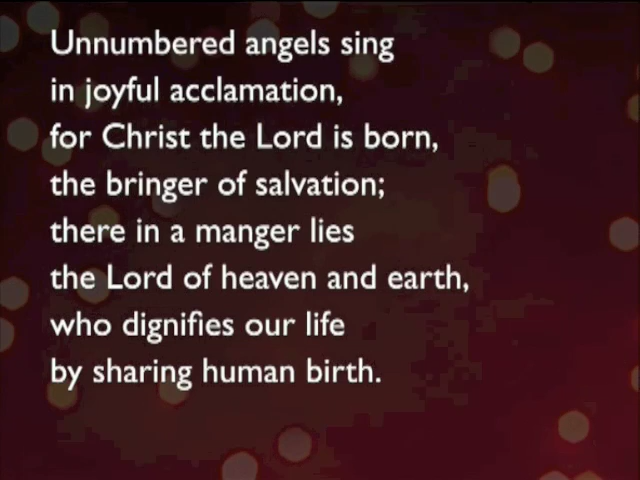 Unnumbered angels sing
in joyful acclamation,
for Christ the Lord is born,
the bringer of salvation;
there in a manger lies
the Lord of heaven and earth,
who dignifies our life
by sharing human birth.